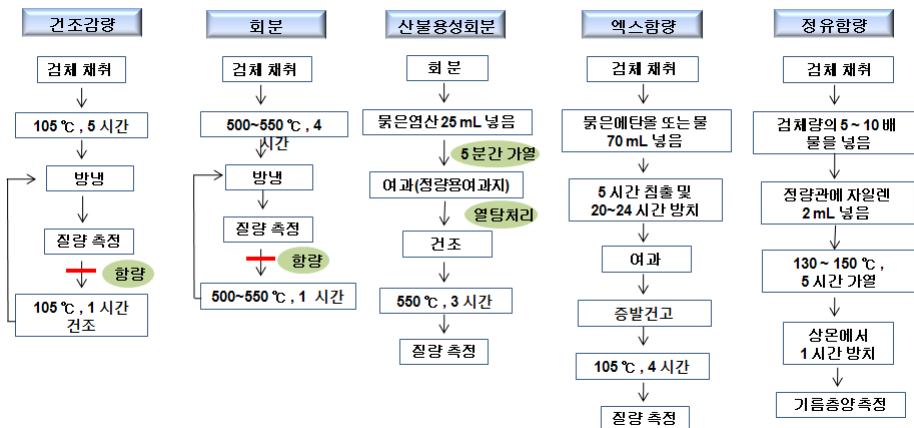 건조감량
검체 채취
105 ℃ , 5 시간
방냉
질량 측정
항량
105 ℃ , 1 시간
건조
회분
검체 채취
500~550 ℃ , 4
시간
방냉
질량 측정
항량
500~550 ℃ , 1 시간
산불용성회분
회 분
묽은염산 25 mL 넣음
5 분간 가열
여과(정량용여과지)
열탕처리
건조
550 ℃ , 3 시간
질량 측정
엑스함량
검체 채취
묽은에탄올 또는 물
70 mL 넣음
5 시간 침출 및
20~24 시간 방치
여과
증발건고
105 ℃ , 4 시간
질량 측정
정유함량
검체 채취
검체량의 5 ~ 10 배
물을 넣음
정량관에 자일렌
2 mL 넣음
130 ~ 150 ℃ ,
5 시간 가열
상온에서
1 시간 방치
기름층양 측정